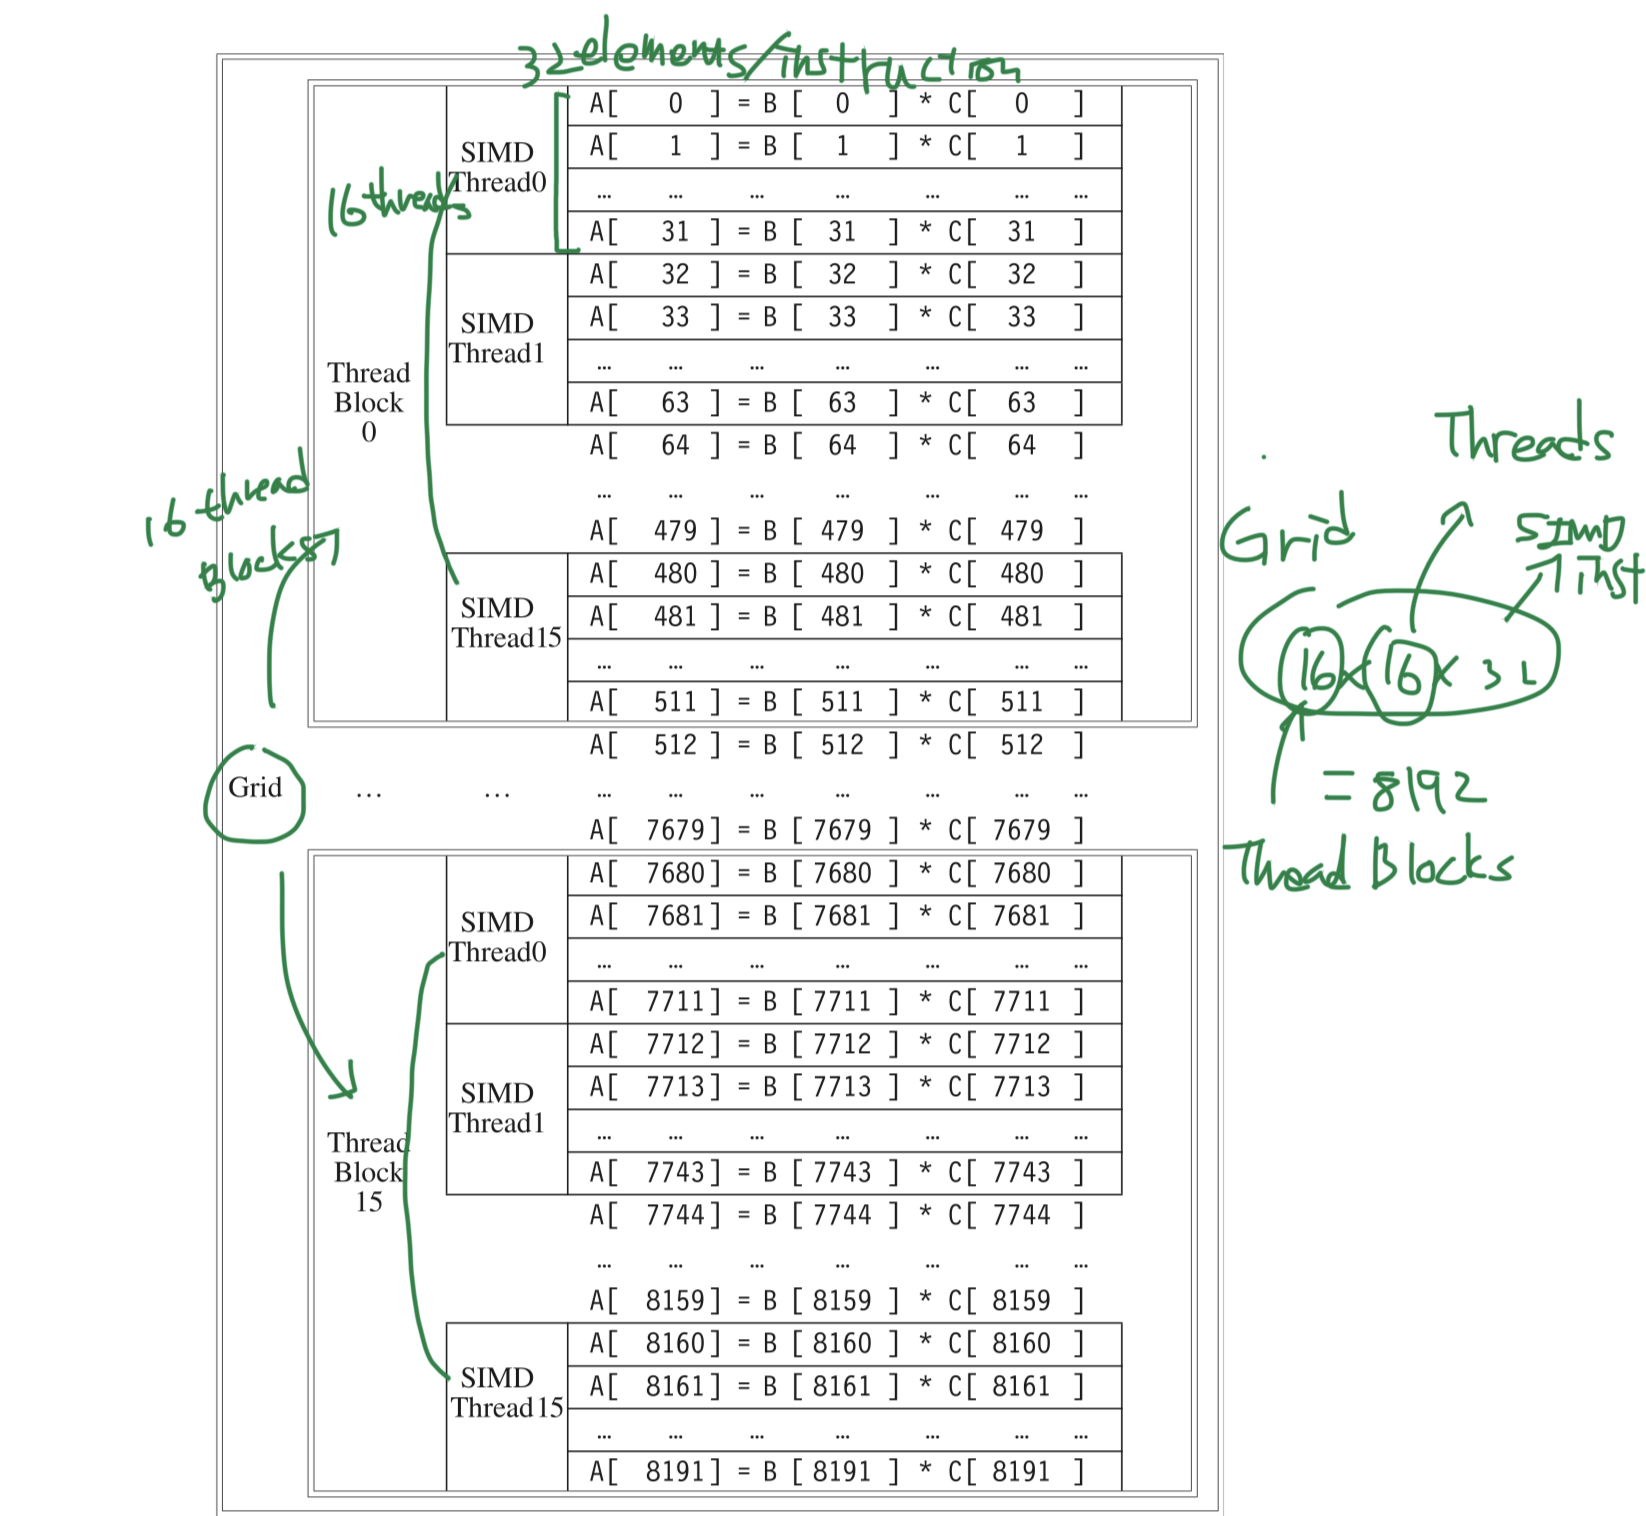 32 elements/instruction
A[ 0 ] = B [ 0 ] * C[ 0 ]
SIMD
Thread0
A[ 1 ] = B [ 1 ] * C[ 1 ]
... ... ... ... ... ... ...
16 threads
A[ 31 ] = B [ 31 ] * C[ 31 ]
A[ 32 ] = B [ 32 ] * C[ 32 ]
SIMD
Thread1
A[ 33 ] = B [ 33 ] * C[ 33 ]
... ... ... ... ... ... ...
Thread
Block
0
A[ 63 ] = B [ 63 ] * C[ 63 ]
A[ 64 ] = B [ 64 ] * C[ 64 ]
... ... ... ... ... ... ...
16 thread
Blocks
A[ 479 ] = B [ 479 ] * C[ 479 ]
A[ 480 ] = B [ 480 ] * C[ 480 ]
SIMD
Thread15
A[ 481 ] = B [ 481 ] * C[ 481 ]
... ... ... ... ... ... ...
A[ 511 ] = B [ 511 ] * C[ 511 ]
A[ 512 ] = B [ 512 ] * C[ 512 ]
Grid ... ... ... ... ... ... ... ... ...
A[ 7679 ] = B [ 7679 ] * C[ 7679 ]
A[ 7680 ] = B [ 7680 ] * C[ 7680 ]
SIMD
Thread0
A[ 7681 ] = B [ 7681 ] * C[ 7681 ]
... ... ... ... ... ... ...
A[ 7711 ] = B [ 7711 ] * C[ 7711 ]
A[ 7712 ] = B [ 7712 ] * C[ 7712 ]
SIMD
Thread1
A[ 7713 ] = B [ 7713 ] * C[ 7713 ]
... ... ... ... ... ... ...
Thread
Block
15
A[ 7743 ] = B [ 7743 ] * C[ 7743 ]
A[ 7744 ] = B [ 7744 ] * C[ 7744 ]
... ... ... ... ... ... ...
A[ 8159 ] = B [ 8159 ] * C[ 8159 ]
A[ 8160 ] = B [ 8160 ] * C[ 8160 ]
SIMD
Thread15
A[ 8161 ] = B [ 8161 ] * C[ 8161 ]
... ... ... ... ... ... ...
A[ 8191 ] = B [ 8191 ] * C[ 8191 ]
Threads
Grid
SIMD
inst
16 x 16 x 32
= 8192
Thread Blocks